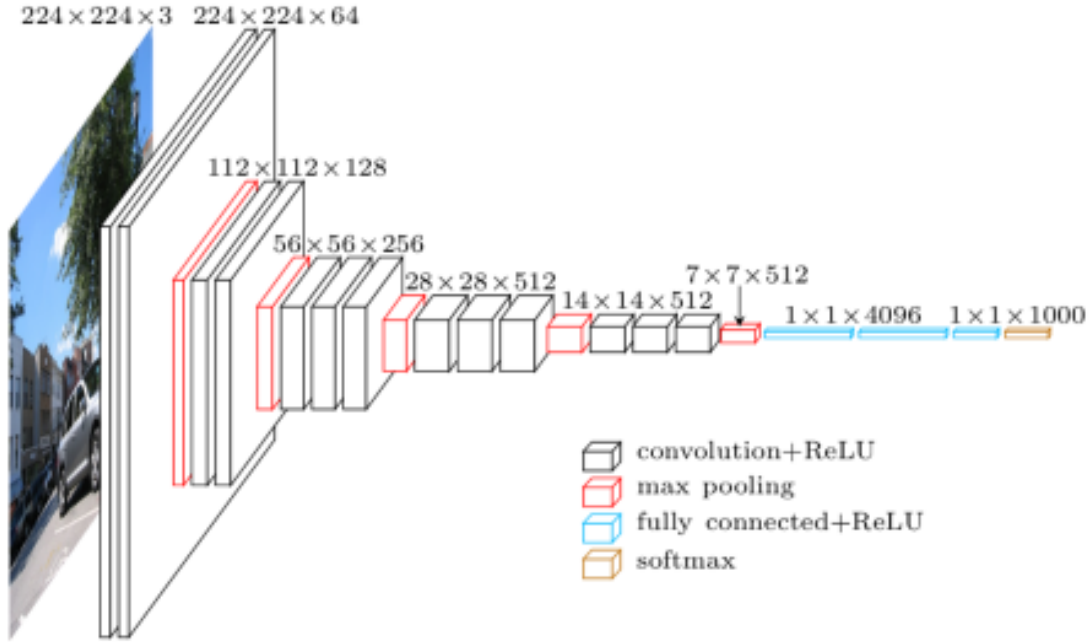 224×224×3
224×224×64
112×112×128
56×56×256
28×28×512
14×14×512
7×7×512
1×1×4096
1×1×1000
convolution+ReLU
max pooling
fully connected+ReLU
softmax